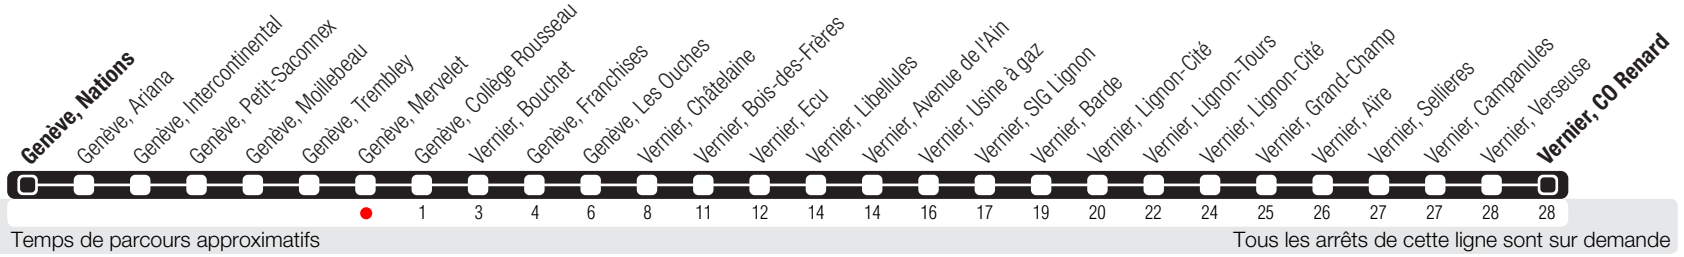 Genève, Nations
Genève, Ariana
Genève, Intercontinental
Genève, Petit-Saconnex
Genève, Moillebeau
Genève, Trembley
Genève, Mervelet
Genève, Collège Rousseau
Vernier, Bouchet
Genève, Franchises
Genève, Les Ouches
Vernier, Châtelaine
Vernier, Bois-des-Frères
Vernier, Ecu
Vernier, Libellules
Vernier, Avenue de l'Ain
Vernier, Usine à gaz
Vernier, SIG Lignon
Vernier, Barde
Vernier, Lignon-Cité
Vernier, Lignon-Tours
Vernier, Lignon-Cité
Vernier, Grand-Champ
Vernier, Aïre
Vernier, Sellieres
Vernier, Campanules
Vernier, Verseuse
Vernier, CO Renard
1 3 4 6 8 11 12 14 14 16 17 19 20 22 24 25 26 27 27 28 28
Temps de parcours approximatifs
Tous les arrêts de cette ligne sont sur demande